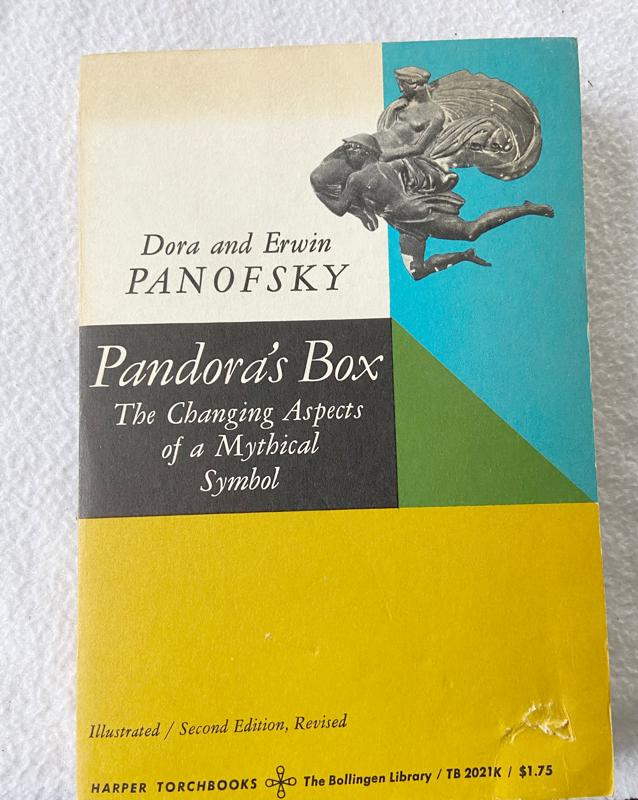 Dora and Erwin
PANOFSKY
Pandora's Box
The Changing Aspects
of a Mythical
Symbol
Illustrated / Second Edition, Revised
HARPER TORCHBOOKS The Bollingen Library / TB 2021K / $1.75